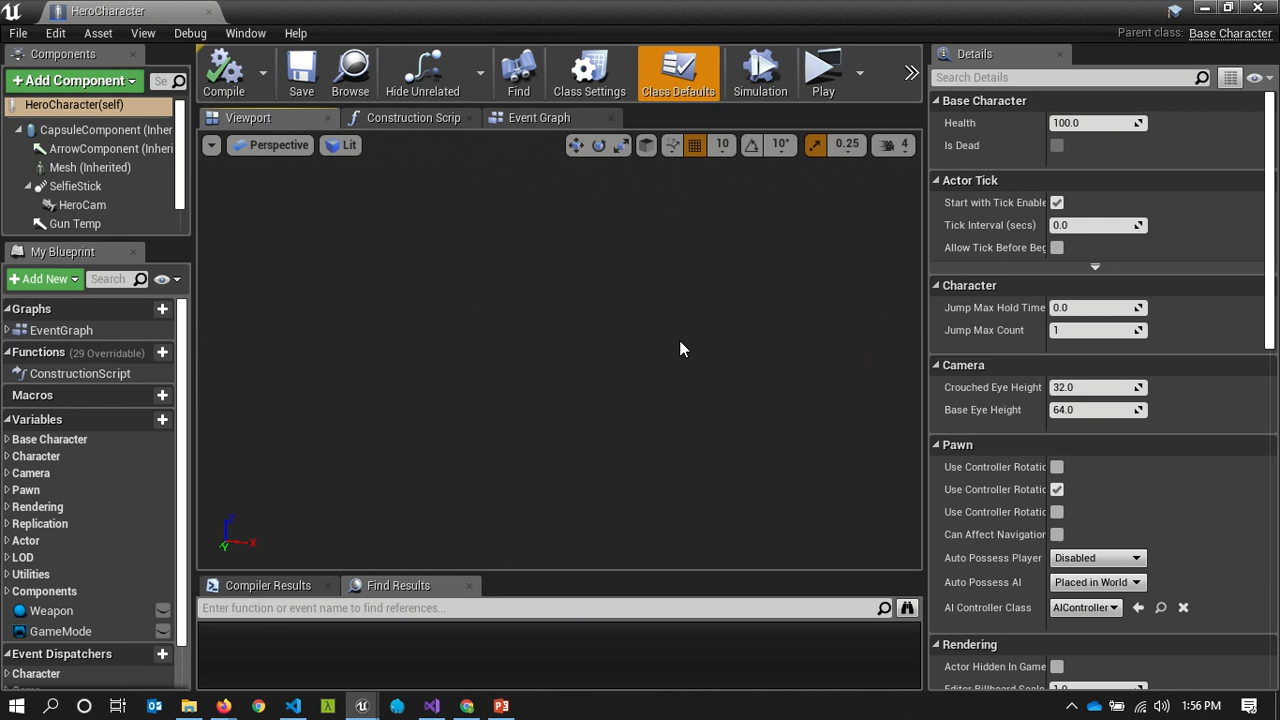 HeroCharacter
File Edit Asset View Debug Window Help
Parent class: Base Character
Components
+Add Component
Se
HeroCharacter(self)
CapsuleComponent (Inher
ArrowComponent (Inheri
Mesh (Inherited)
SelfieStick
HeroCam
Gun Temp
My Blueprint
+Add New
Search
Graphs
EventGraph
Functions (29 Overridable)
ConstructionScript
Macros
Variables
Base Character
Character
Camera
Pawn
Rendering
Replication
Actor
LOD
Utilities
Components
Weapon
GameMode
Event Dispatchers
Character
Compile
Save
Browse
Hide Unrelated
Find
Class Settings
Class Defaults
Simulation
Play
Viewport
Construction Scrip
Event Graph
Perspective
Lit
10
10°
0.25
4
Z
X
Y
Compiler Results
Find Results
Enter function or event name to find references...
Details
Search Details
Base Character
Health 100.0
Is Dead
Actor Tick
Start with Tick Enable
Tick Interval (secs) 0.0
Allow Tick Before Beg
Character
Jump Max Hold Time 0.0
Jump Max Count 1
Camera
Crouched Eye Height 32.0
Base Eye Height 64.0
Pawn
Use Controller Rotatic
Use Controller Rotatic
Use Controller Rotatic
Can Affect Navigation
Auto Possess Player Disabled
Auto Possess AI Placed in World
AI Controller Class AIController
Rendering
Actor Hidden In Game
Editor Billboard Scale 1.0
1:56 PM